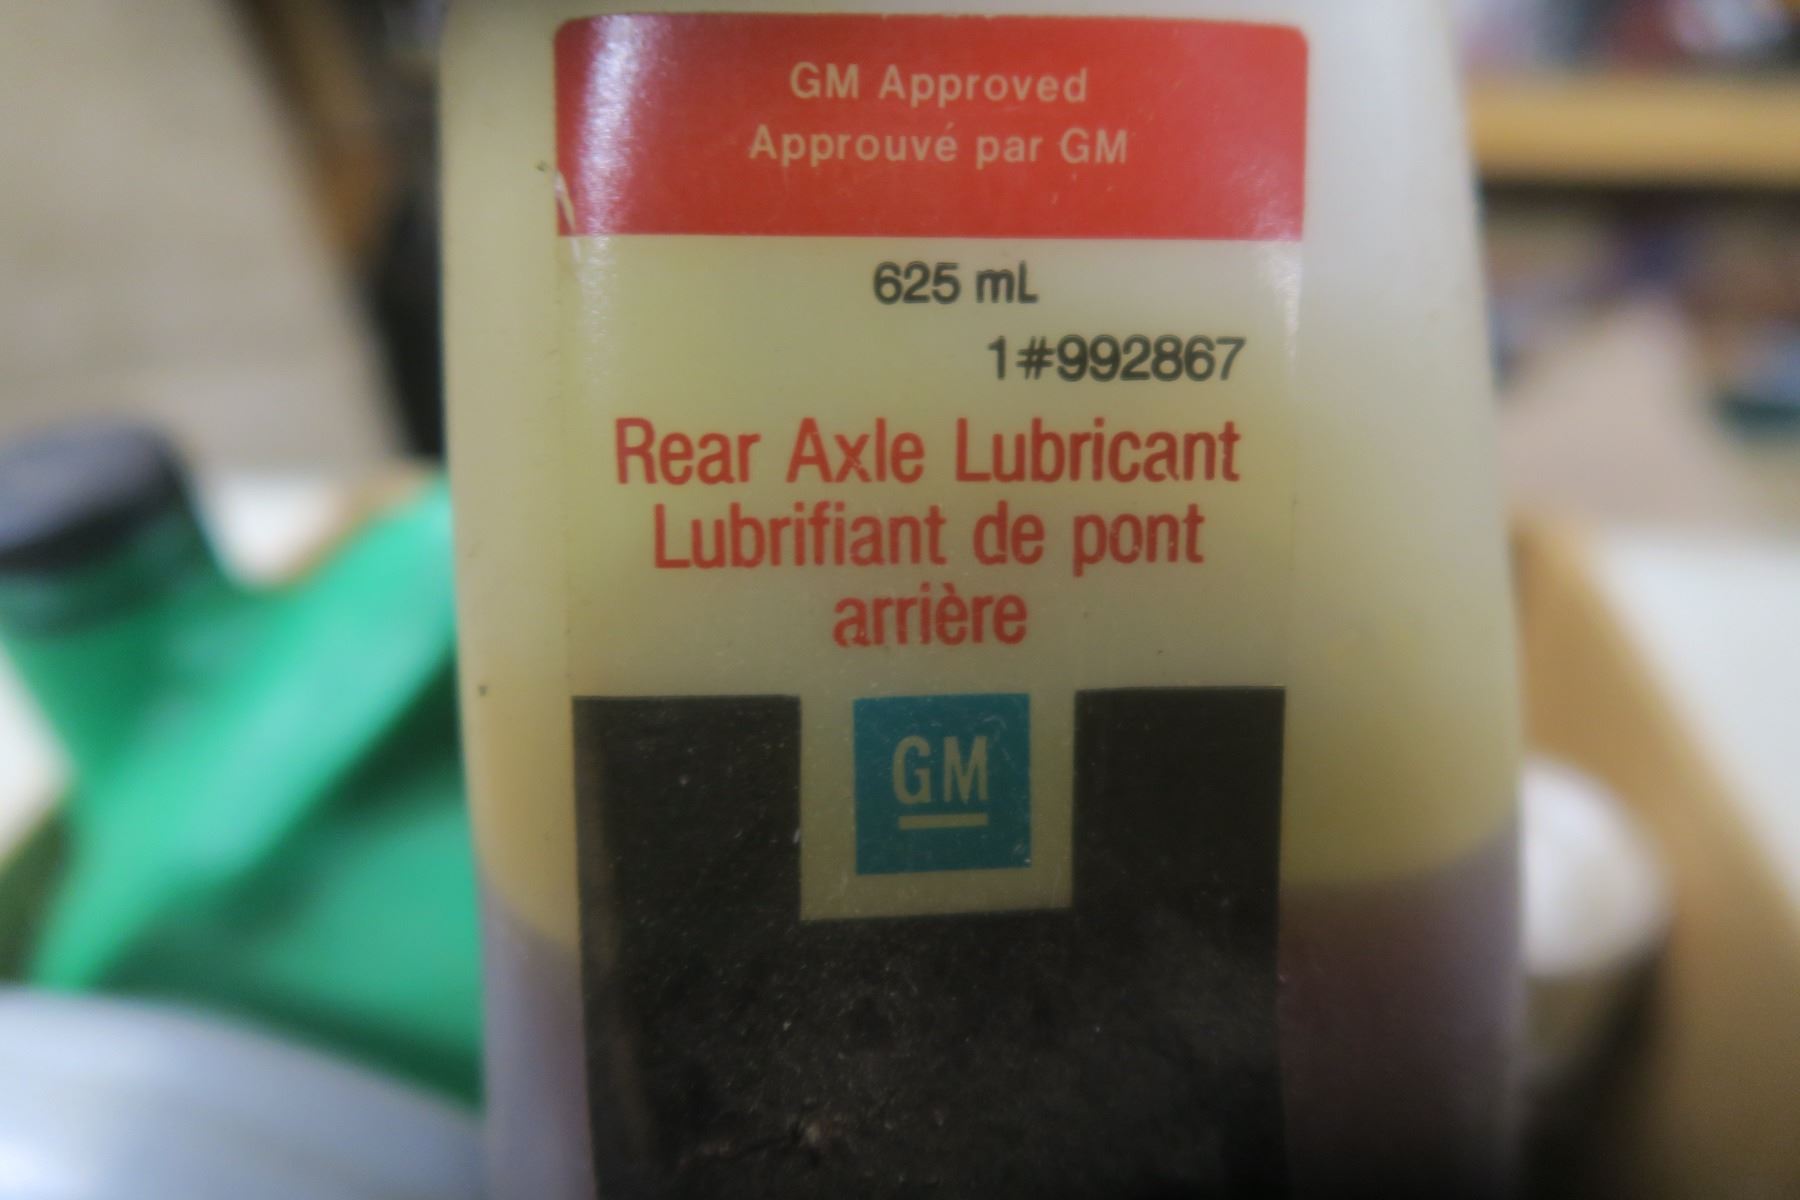 GM Approved
Approuvé par GM
625 mL
1#992867
Rear Axle Lubricant
Lubrifiant de pont
arrière
GM